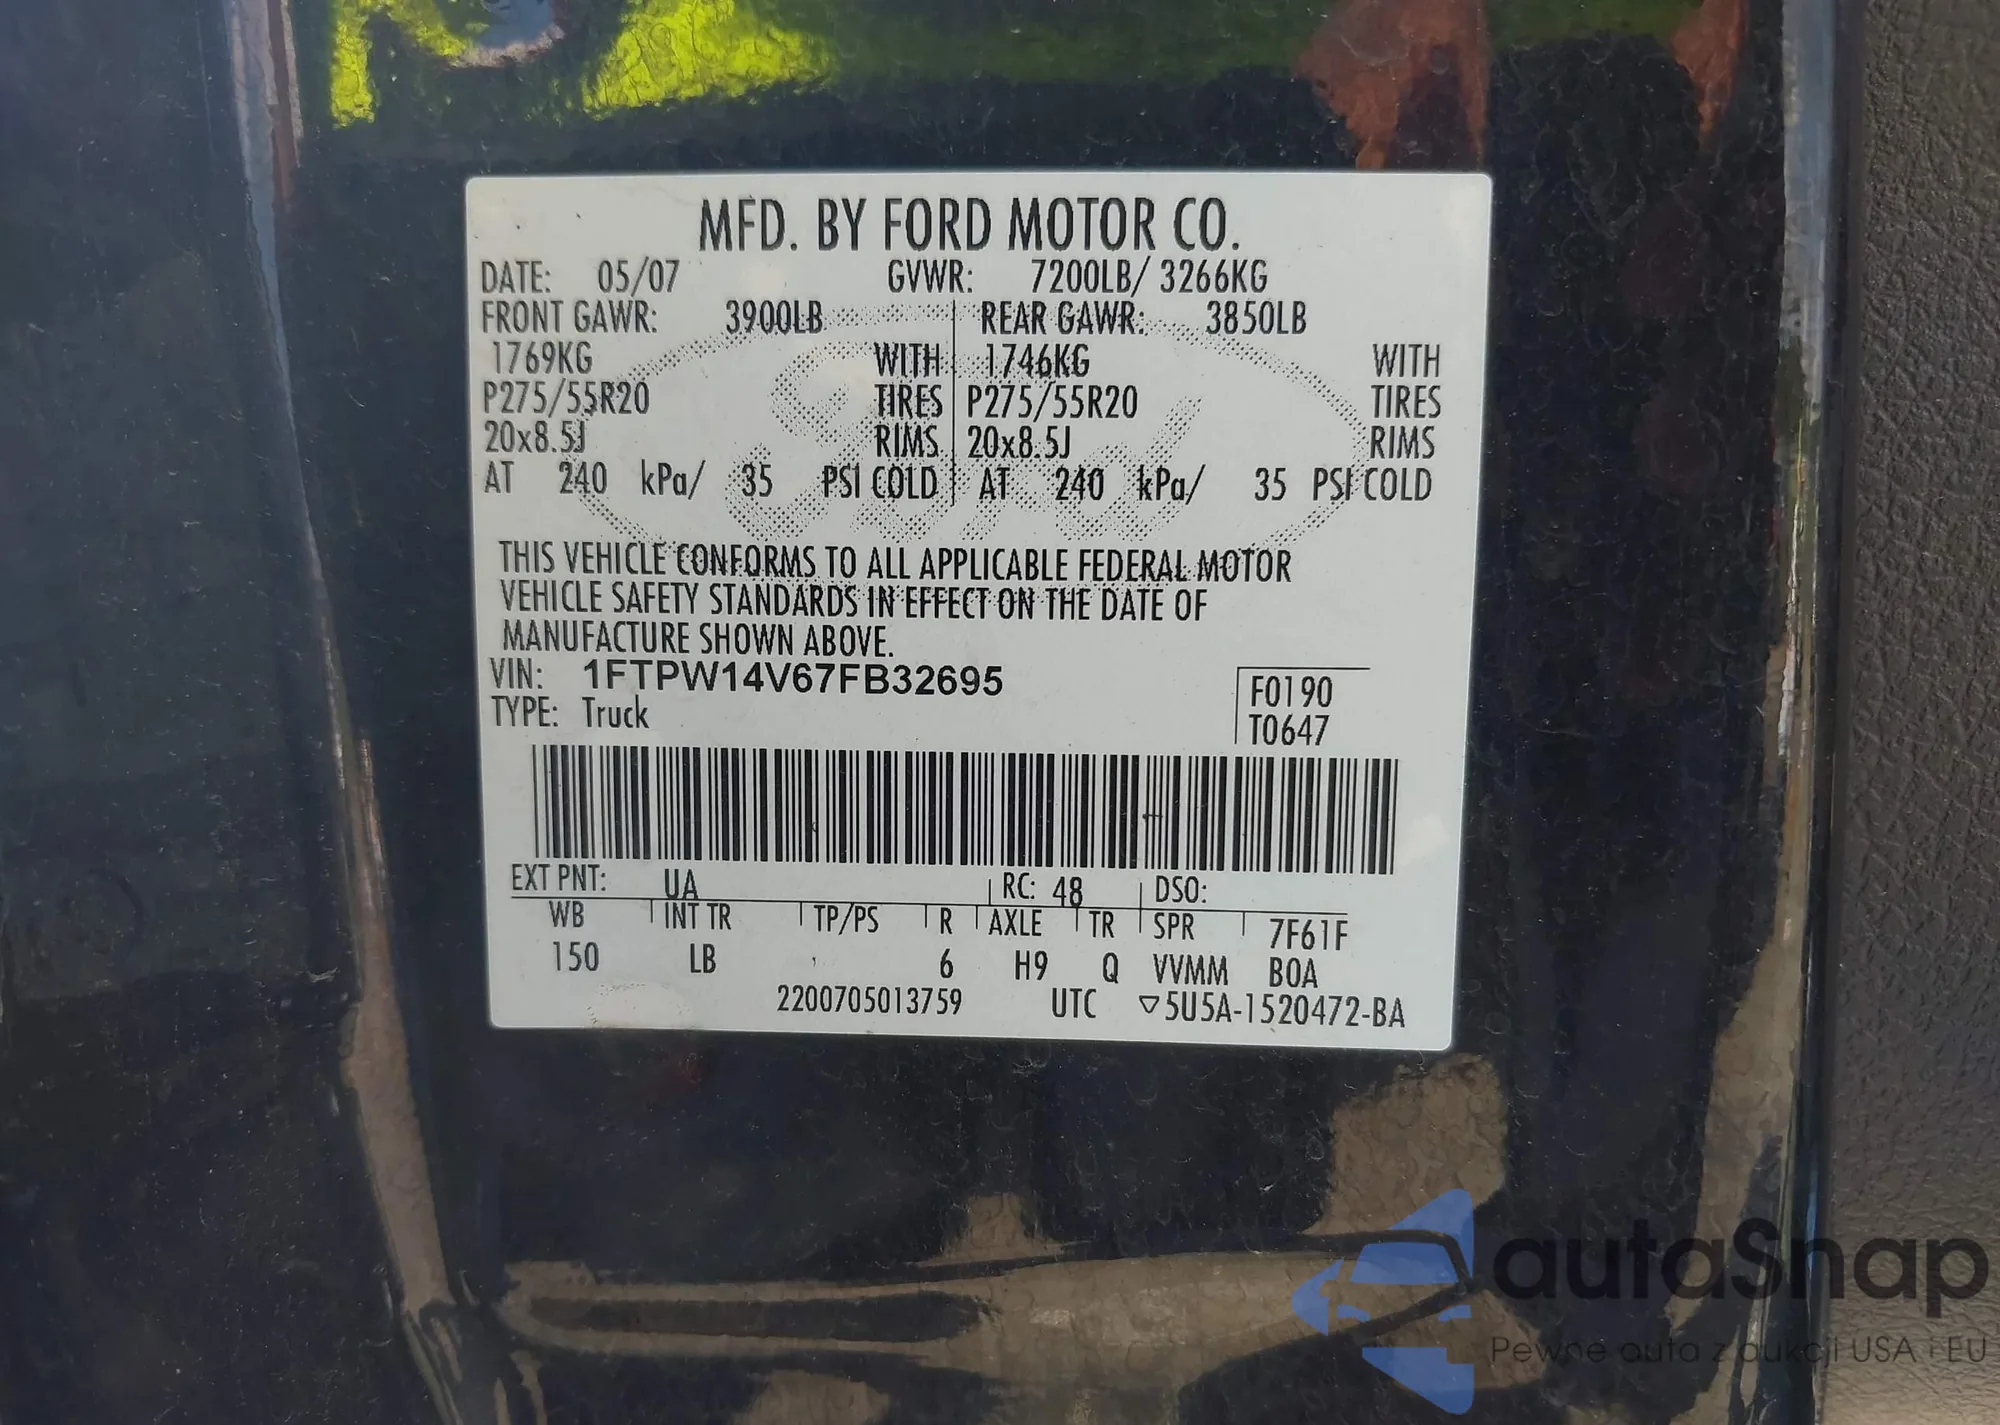 MFD. BY FORD MOTOR CO.
DATE: 05/07 GVWR: 7200LB/ 3266KG
FRONT GAWR: 3900LB REAR GAWR: 3850LB
1769KG WITH 1746KG WITH
P275/55R20 TIRES P275/55R20 TIRES
20x8.5J RIMS 20x8.5J RIMS
AT 240 kPa/ 35 PSI COLD AT 240 kPa/ 35 PSI COLD
Ford
THIS VEHICLE CONFORMS TO ALL APPLICABLE FEDERAL MOTOR
VEHICLE SAFETY STANDARDS IN EFFECT ON THE DATE OF
MANUFACTURE SHOWN ABOVE.
VIN: 1FTPW14V67FB32695
F0190
TYPE: Truck
T0647
EXT PNT: UA RC: 48 DSO:
WB INT TR TP/PS R AXLE TR SPR 7F61F
150 LB 6 H9 Q VVMM BOA
2200705013759 UTC ▽5U5A-1520472-BA
autaSnap
Pewne auta z aukcji USA i EU